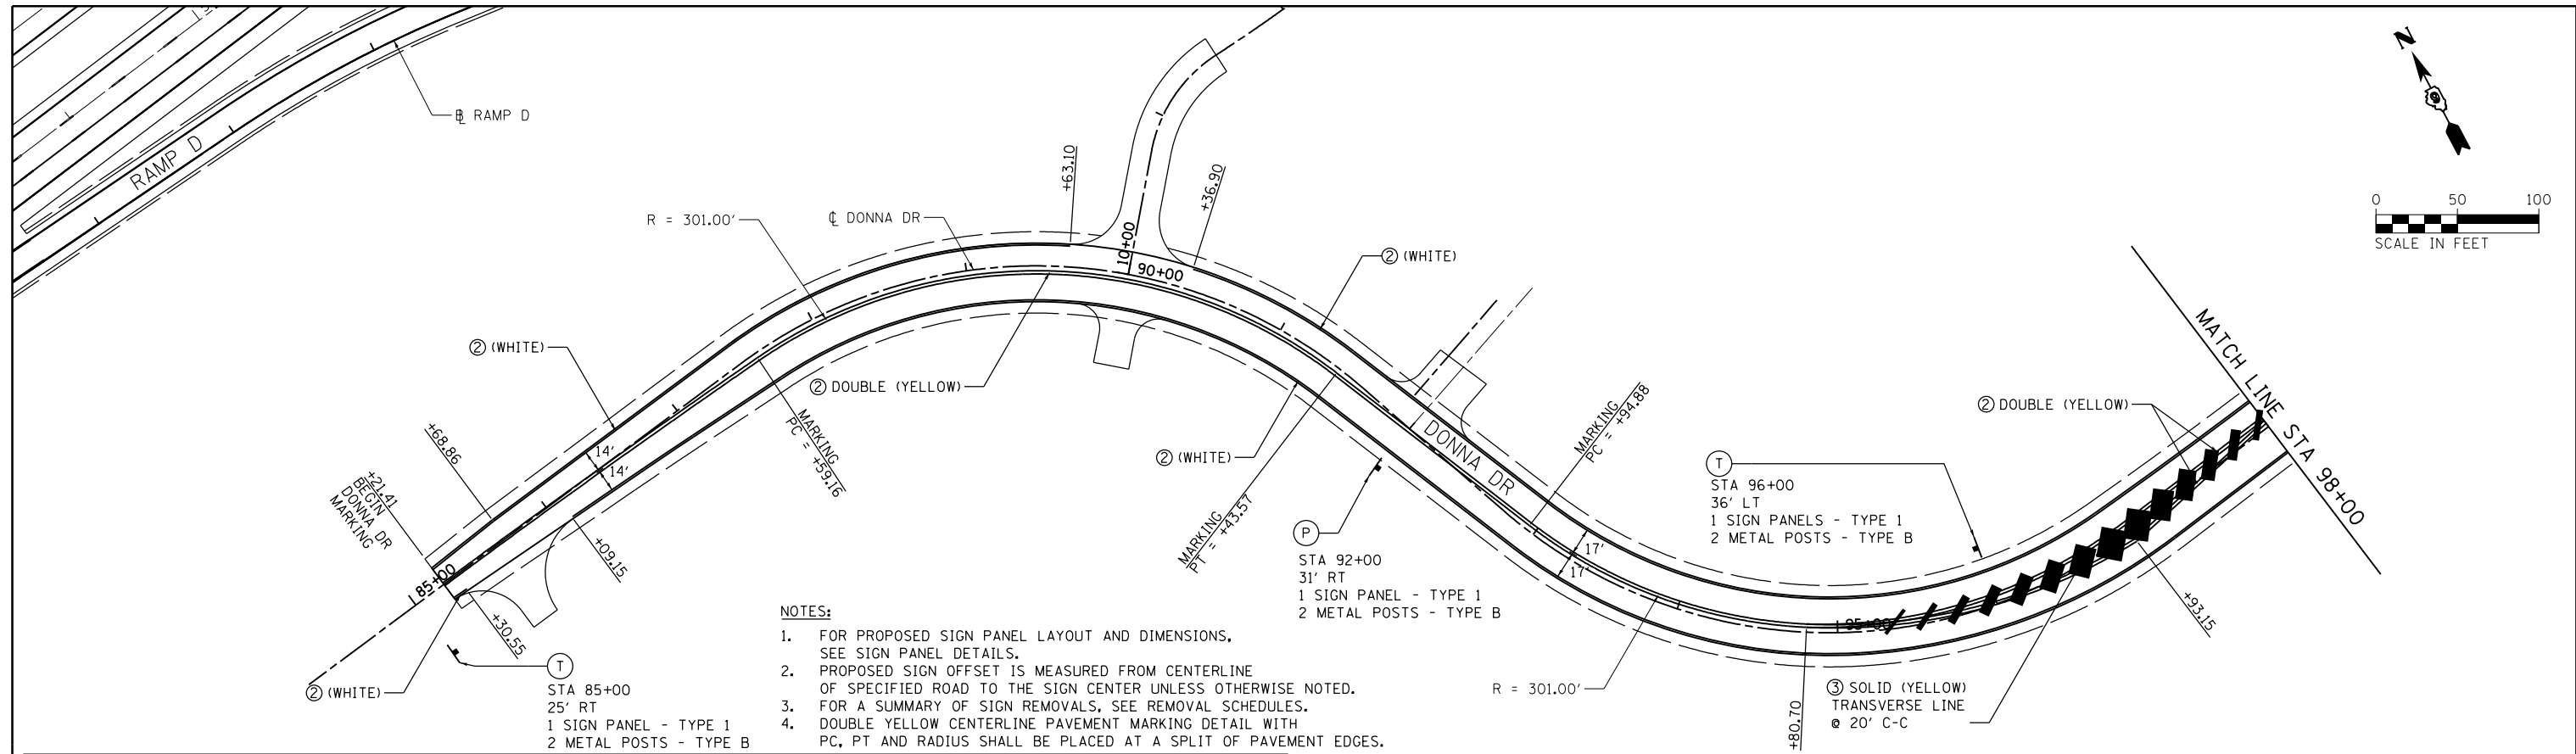 ℄ RAMP D
RAMP D
N
0 50 100
SCALE IN FEET
+63.10
+36.90
R = 301.00'
℄ DONNA DR
10+00
90+00
② (WHITE)
② (WHITE)
② DOUBLE (YELLOW)
MATCH LINE STA 98+00
② DOUBLE (YELLOW)
+68.86
14'
14'
MARKING
PC = +59.16
+21.41
BEGIN
DONNA DR
MARKING
② (WHITE)
DONNA DR
MARKING
PC = +94.88
MARKING
PT = +43.57
T
STA 96+00
36' LT
1 SIGN PANELS - TYPE 1
2 METAL POSTS - TYPE B
P
STA 92+00
31' RT
1 SIGN PANEL - TYPE 1
2 METAL POSTS - TYPE B
17'
17'
85+00
+09.15
+30.55
95+00
+93.15
② (WHITE)
T
STA 85+00
25' RT
1 SIGN PANEL - TYPE 1
2 METAL POSTS - TYPE B
NOTES:
1. FOR PROPOSED SIGN PANEL LAYOUT AND DIMENSIONS,
SEE SIGN PANEL DETAILS.
2. PROPOSED SIGN OFFSET IS MEASURED FROM CENTERLINE
OF SPECIFIED ROAD TO THE SIGN CENTER UNLESS OTHERWISE NOTED.
3. FOR A SUMMARY OF SIGN REMOVALS, SEE REMOVAL SCHEDULES.
4. DOUBLE YELLOW CENTERLINE PAVEMENT MARKING DETAIL WITH
PC, PT AND RADIUS SHALL BE PLACED AT A SPLIT OF PAVEMENT EDGES.
R = 301.00'
+80.70
③ SOLID (YELLOW)
TRANSVERSE LINE
@ 20' C-C